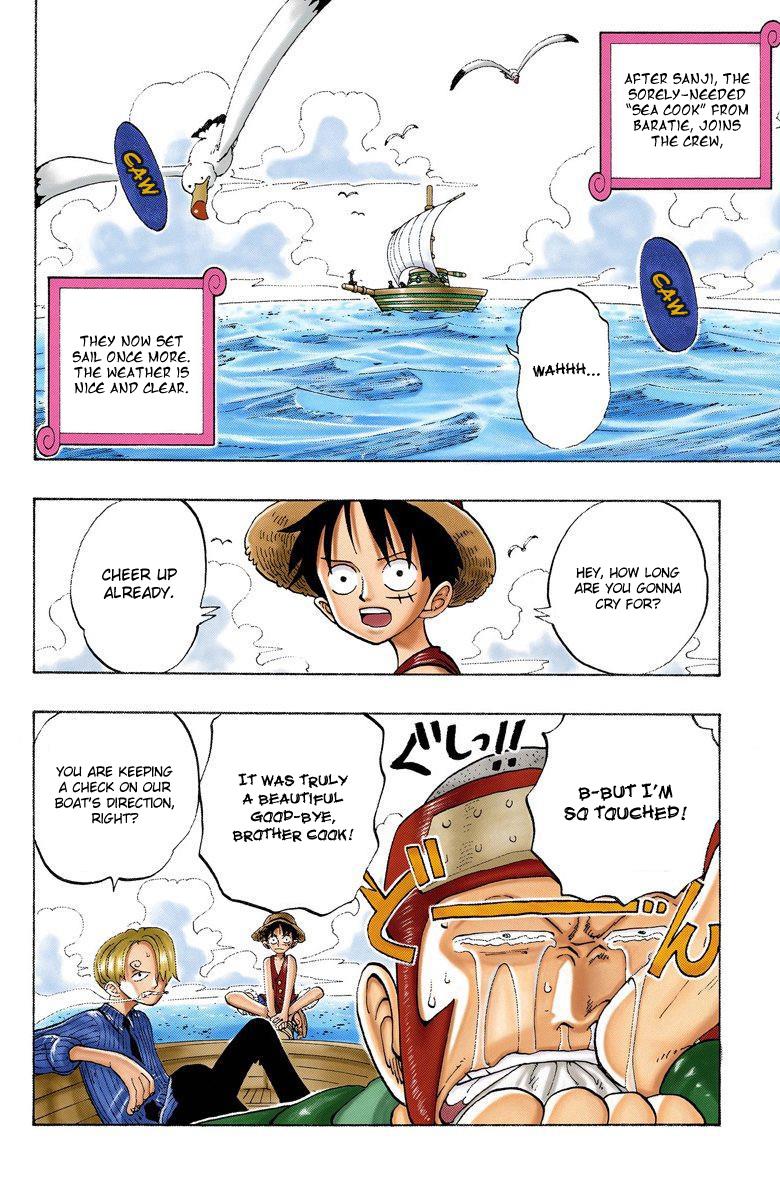 AFTER SANJI, THE
SORELY-NEEDED
"SEA COOK" FROM
BARATIE, JOINS
THE CREW,
CAW
CAW
THEY NOW SET
SAIL ONCE MORE.
THE WEATHER IS
NICE AND CLEAR.
WAHHH...
HEY, HOW LONG
ARE YOU GONNA
CRY FOR?
CHEER UP
ALREADY.
B-BUT I'M
SO TOUCHED!
ぐしっ!!
IT WAS TRULY
A BEAUTIFUL
GOOD-BYE,
BROTHER COOK!
どーん
YOU ARE KEEPING
A CHECK ON OUR
BOAT'S DIRECTION,
RIGHT?